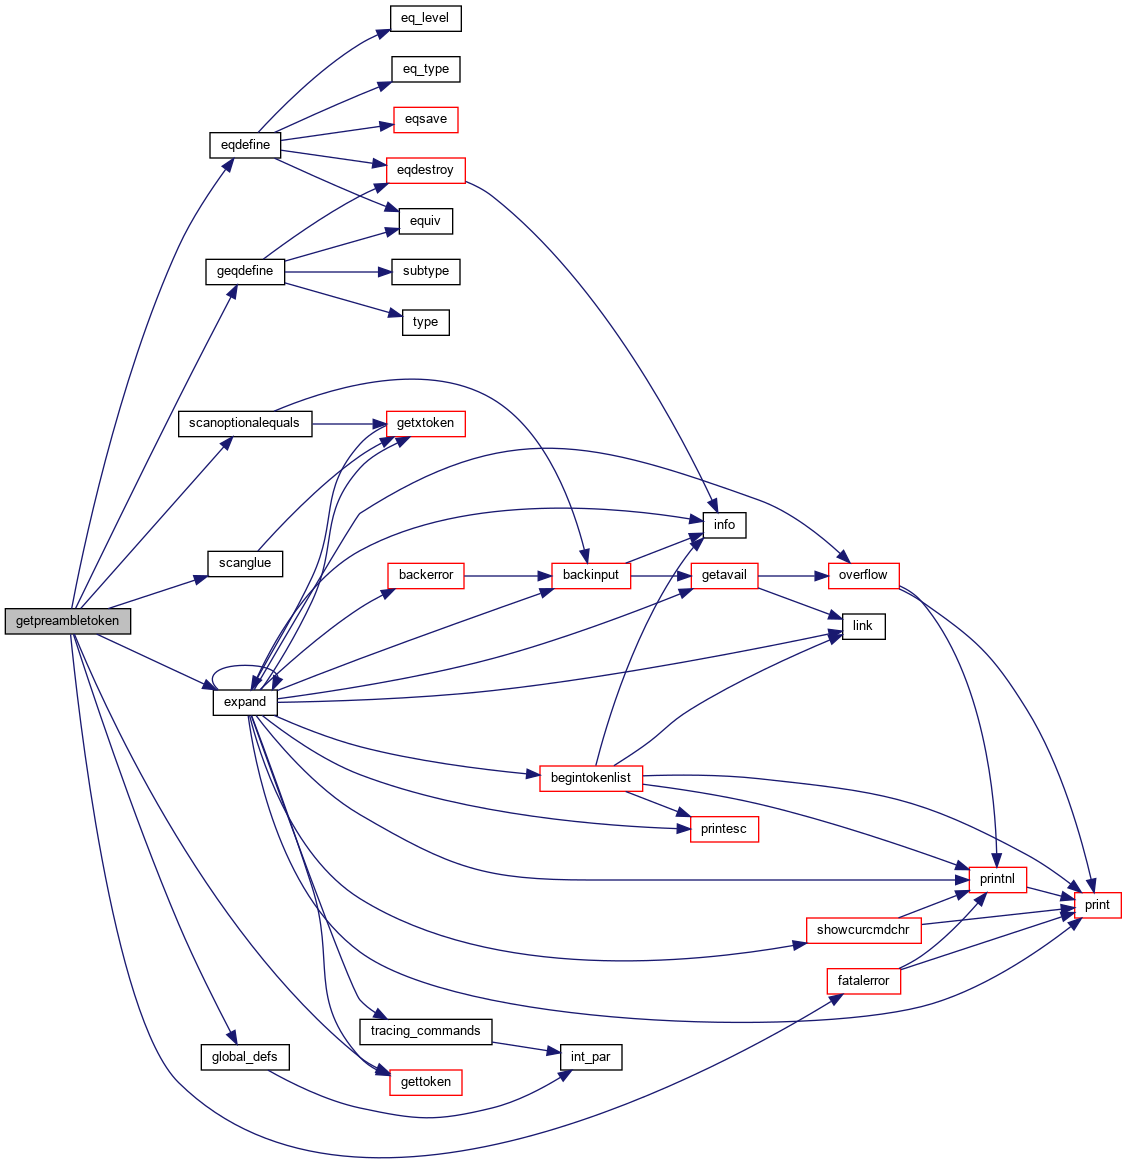 eq_level
eq_type
eqsave
eqdefine
eqdestroy
equiv
geqdefine
subtype
type
scanoptionalequals
getxtoken
info
scanglue
backerror
backinput
getavail
overflow
getpreambletoken
link
expand
begintokenlist
printesc
printnl
print
showcurcmdchr
fatalerror
tracing_commands
global_defs
int_par
gettoken